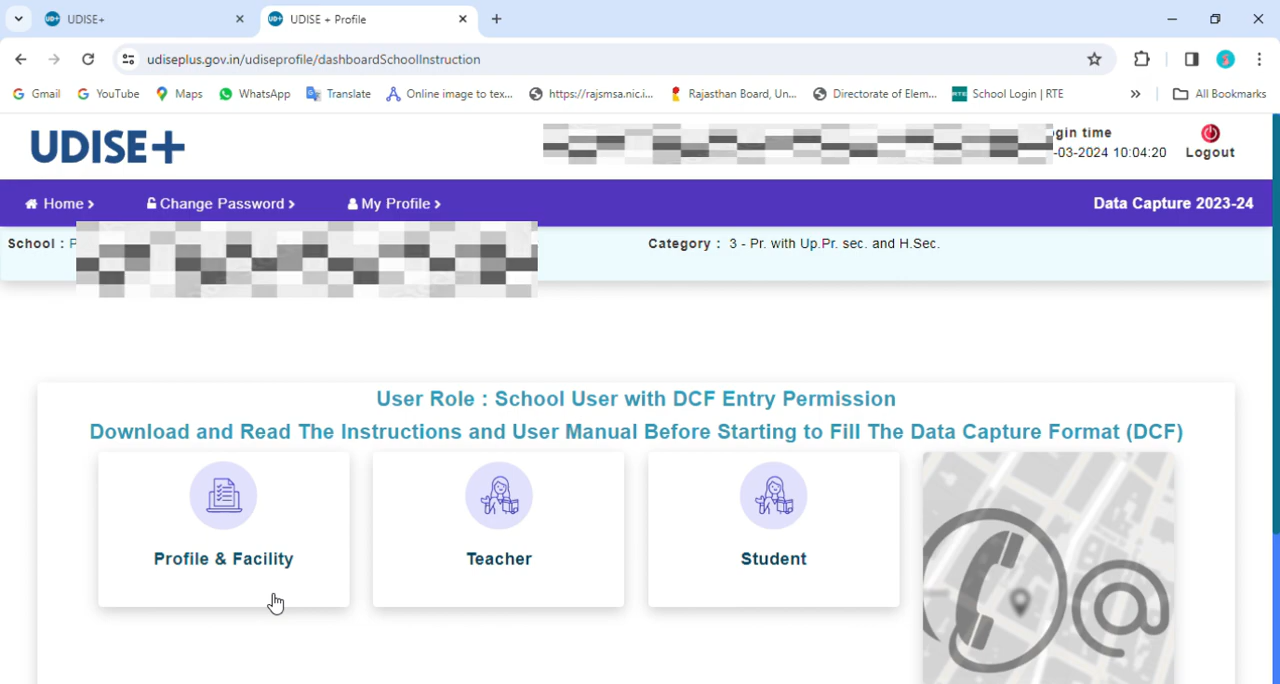 UDISE+
UDISE + Profile
udiseplus.gov.in/udiseprofile/dashboardSchoolInstruction
Gmail YouTube Maps WhatsApp Translate Online image to tex... https://rajsmsa.nic.i... Rajasthan Board, Un... Directorate of Elem... RTE School Login | RTE » All Bookmarks
UDISE+
gin time
-03-2024 10:04:20
Logout
Home > Change Password > My Profile > Data Capture 2023-24
School : P Category : 3 - Pr. with Up.Pr. sec. and H.Sec.
User Role : School User with DCF Entry Permission
Download and Read The Instructions and User Manual Before Starting to Fill The Data Capture Format (DCF)
Profile & Facility Teacher Student